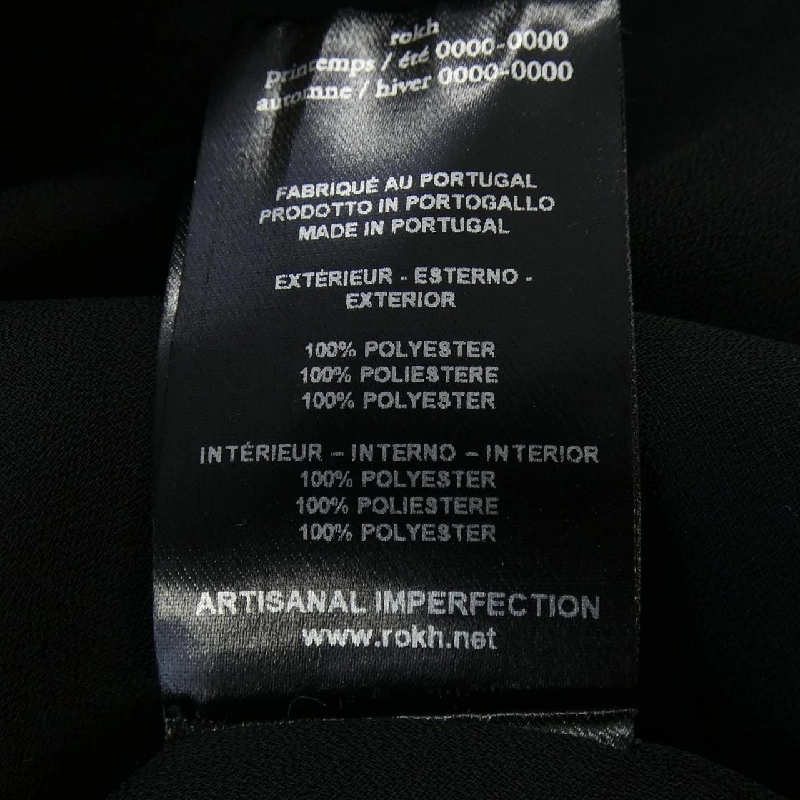 rokh
printemps / été 0000-0000
automne / hiver 0000-0000
FABRIQUÉ AU PORTUGAL
PRODOTTO IN PORTOGALLO
MADE IN PORTUGAL
EXTÉRIEUR - ESTERNO -
EXTERIOR
100% POLYESTER
100% POLIESTERE
100% POLYESTER
INTÉRIEUR – INTERNO – INTERIOR
100% POLYESTER
100% POLIESTERE
100% POLYESTER
ARTISANAL IMPERFECTION
www.rokh.net